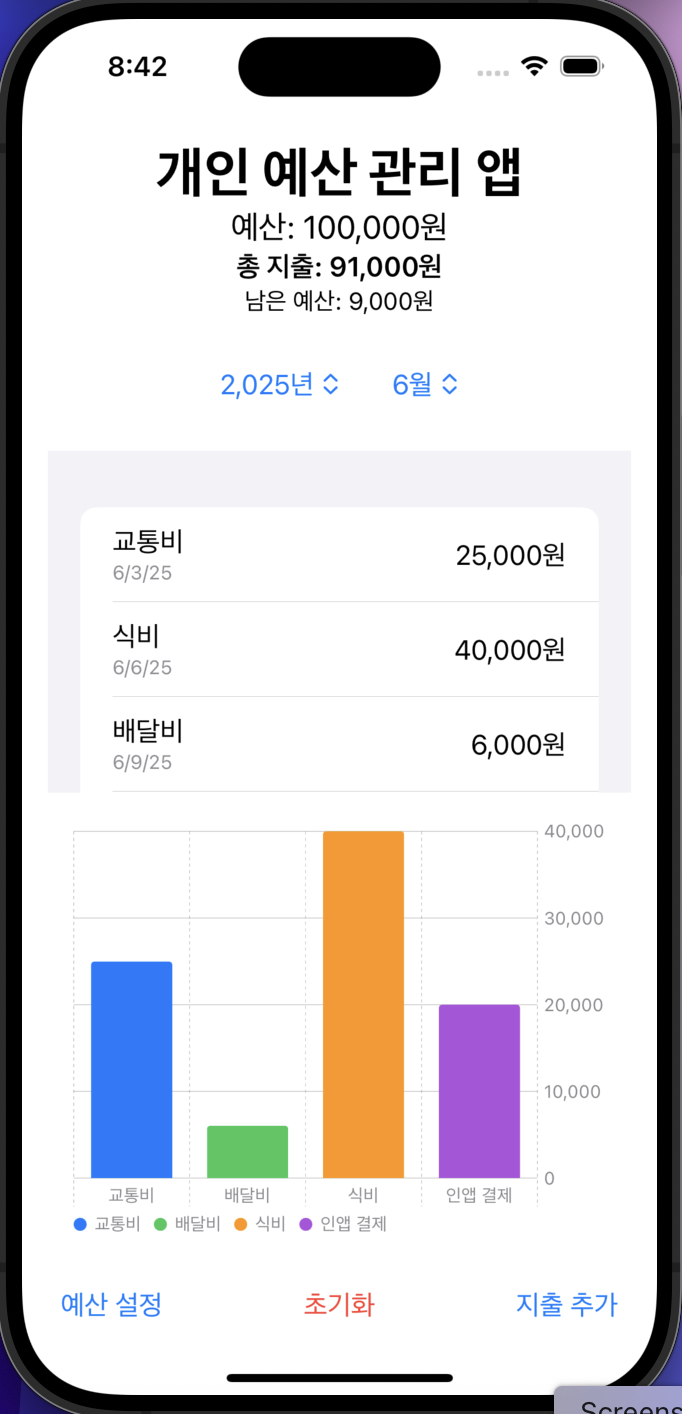 8:42
개인 예산 관리 앱
예산: 100,000원
총 지출: 91,000원
남은 예산: 9,000원
2,025년 6월
교통비
25,000원
6/3/25
식비
40,000원
6/6/25
배달비
6,000원
6/9/25
40,000
30,000
20,000
10,000
0
교통비 배달비 식비 인앱 결제
교통비 배달비 식비 인앱 결제
예산 설정 초기화 지출 추가